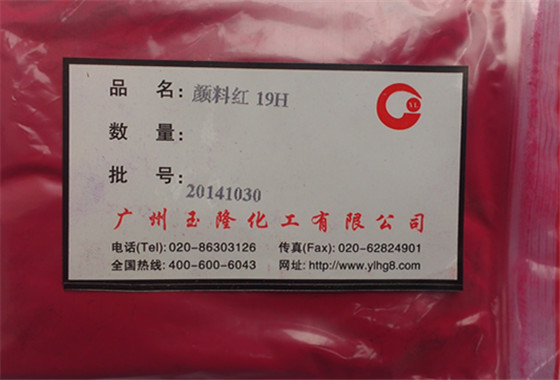 品 名: 颜料红 19H
数 量:
批 号: 20141030
广州玉隆化工有限公司
电话(Tel): 020-86303126 传真(Fax): 020-62824901
全国热线: 400-600-6043 网址: http://www.ylhg8.com